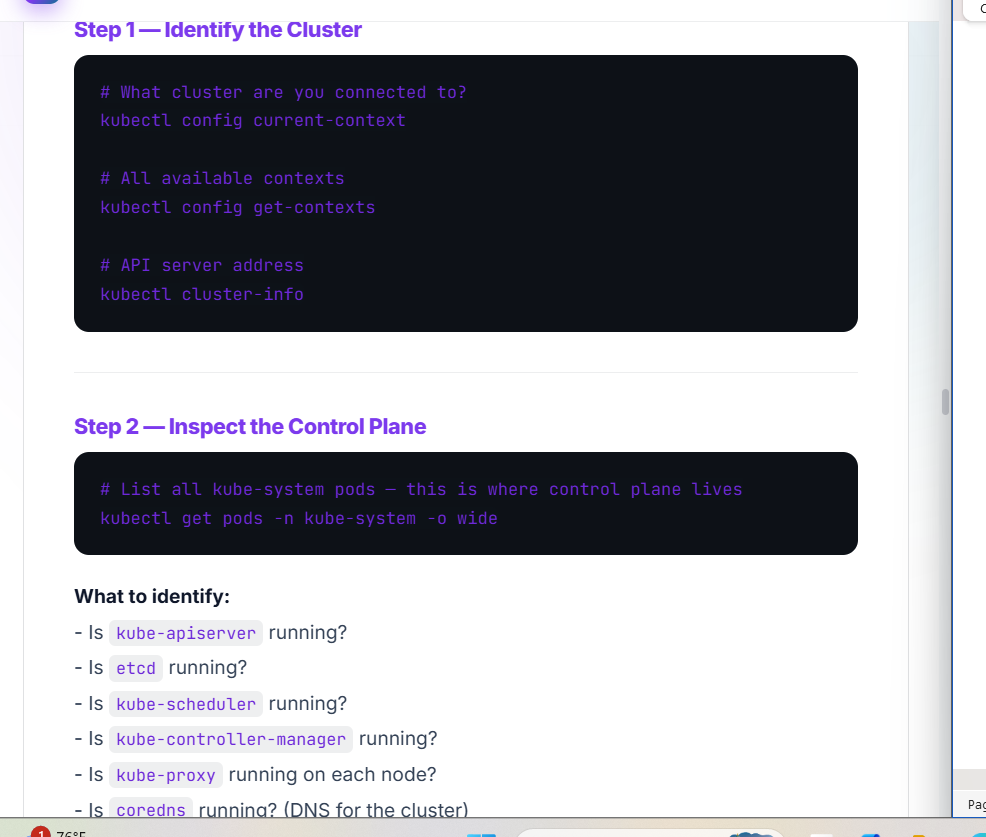 Step 1 — Identify the Cluster
# What cluster are you connected to?
kubectl config current-context
# All available contexts
kubectl config get-contexts
# API server address
kubectl cluster-info
Step 2 — Inspect the Control Plane
# List all kube-system pods — this is where control plane lives
kubectl get pods -n kube-system -o wide
What to identify:
- Is kube-apiserver running?
- Is etcd running?
- Is kube-scheduler running?
- Is kube-controller-manager running?
- Is kube-proxy running on each node?
- Is coredns running? (DNS for the cluster)
1
76°F